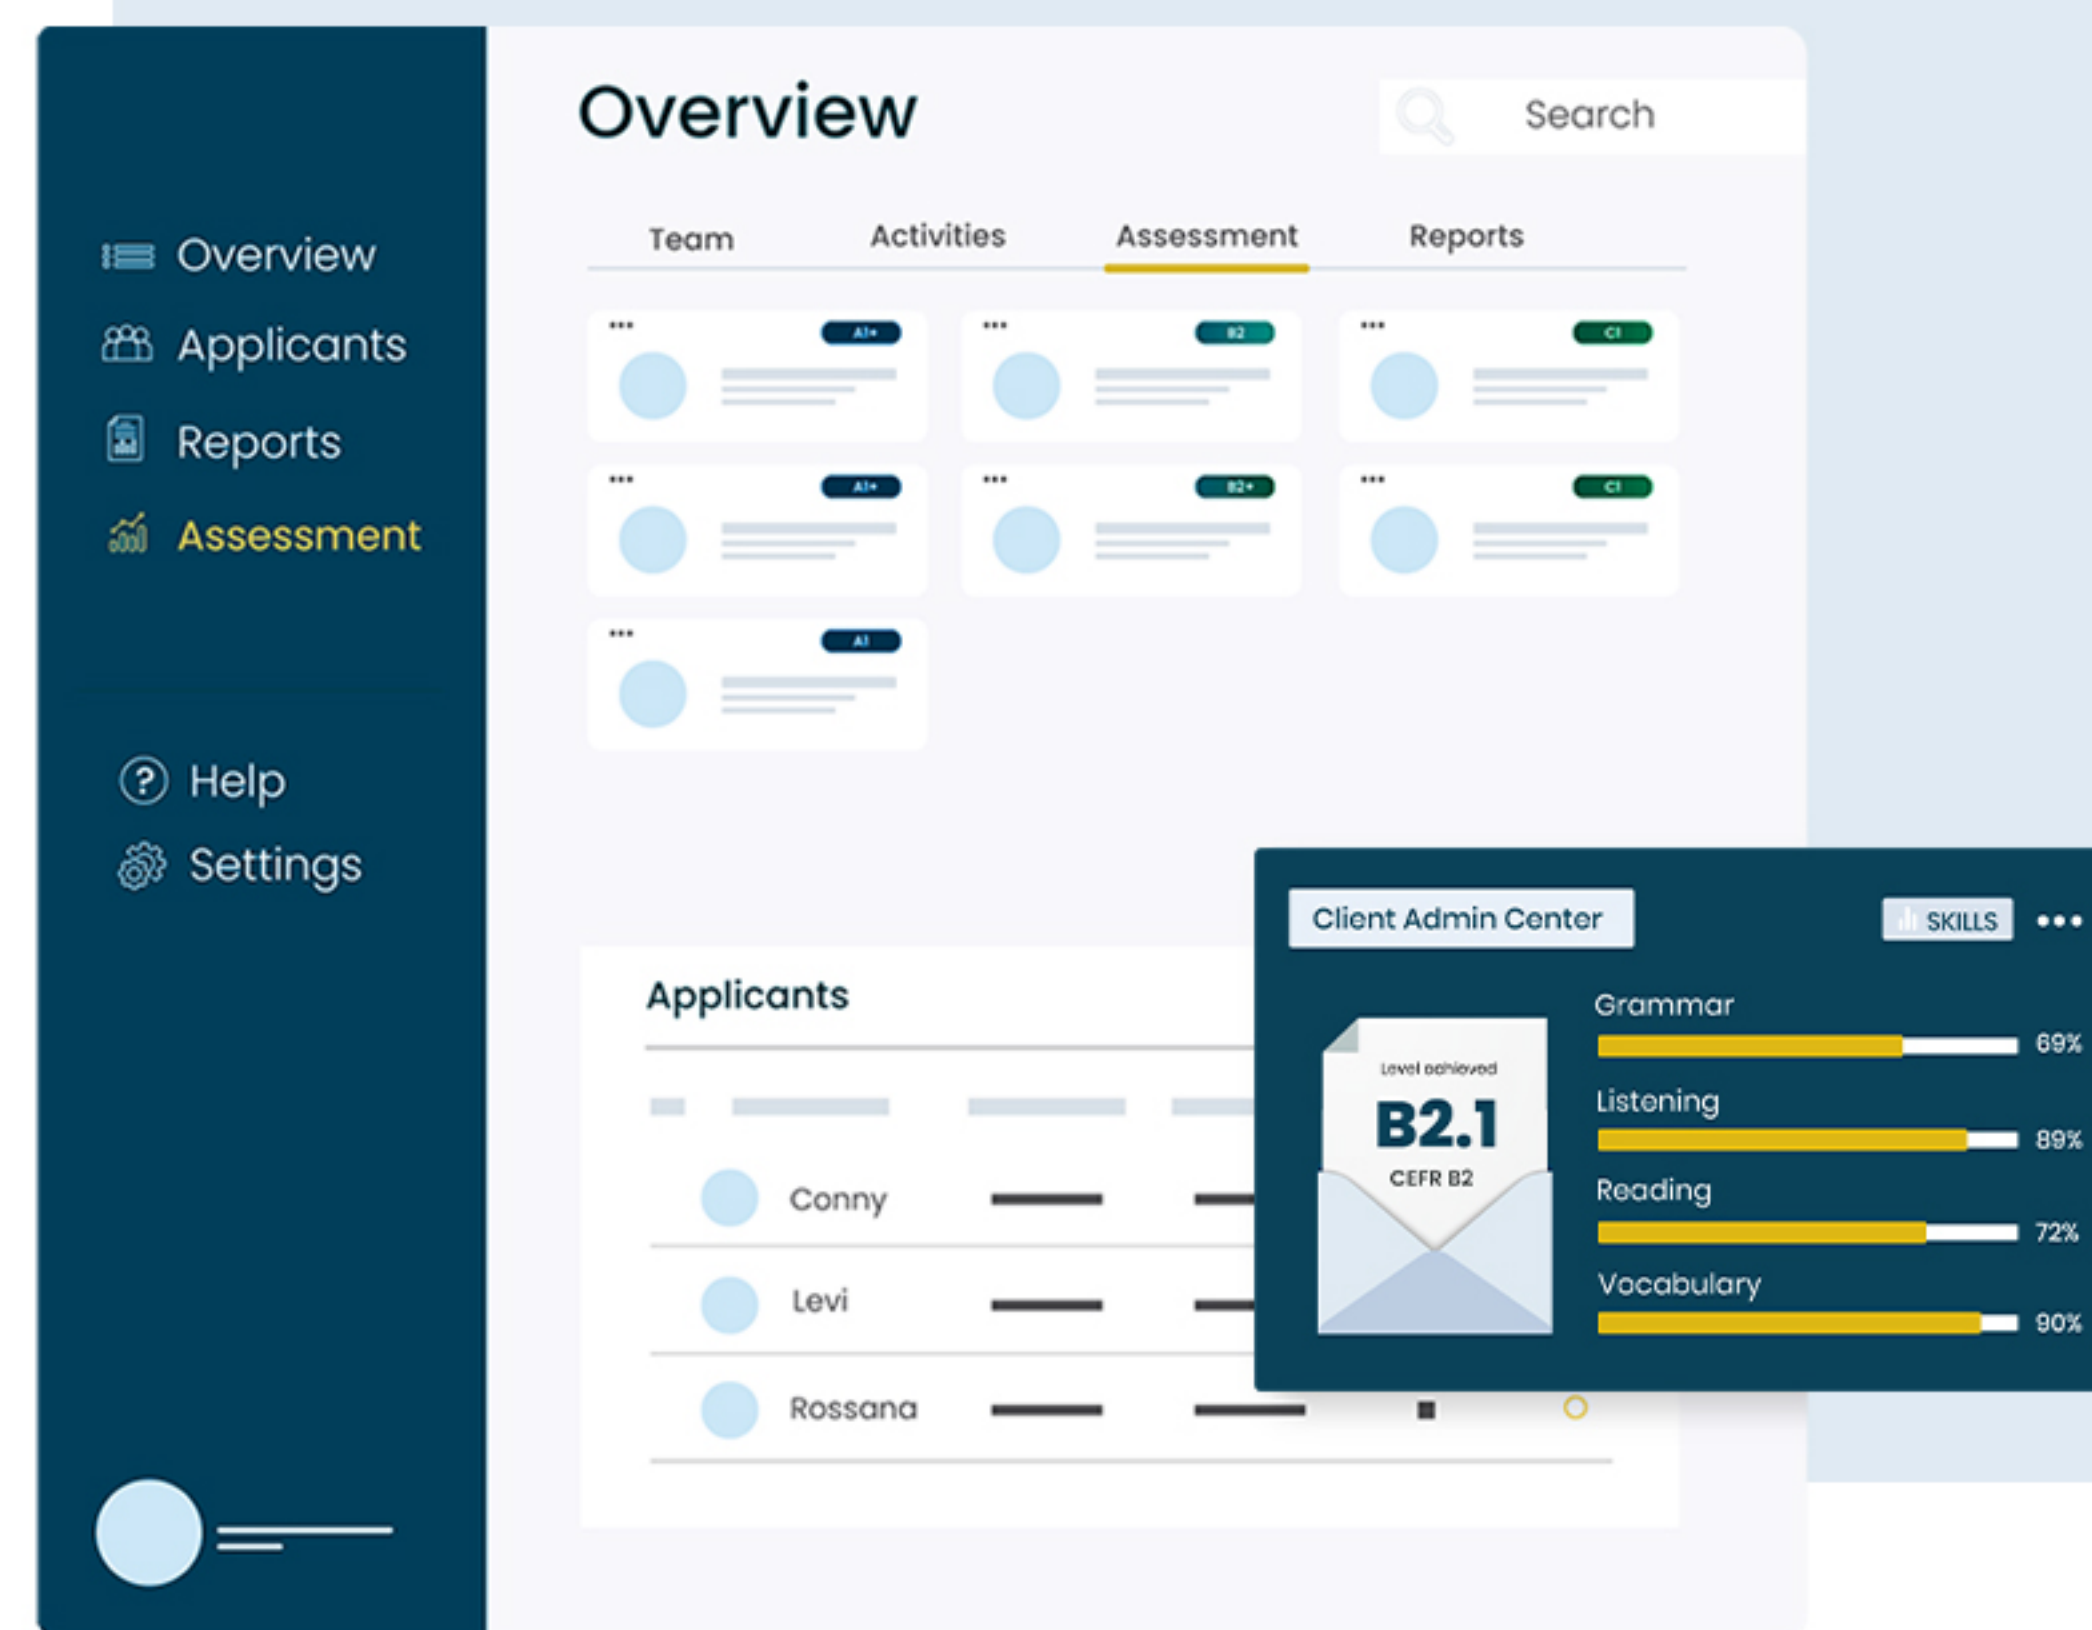 Overview
Applicants
Reports
Assessment
Help
Settings
Overview
Search
Team
Activities
Assessment
Reports
A1+
B2
C1
A1+
B2+
C1
A1
Applicants
Conny
Levi
Rossana
Client Admin Center
SKILLS
Level achieved
B2.1
CEFR B2
Grammar
69%
Listening
89%
Reading
72%
Vocabulary
90%